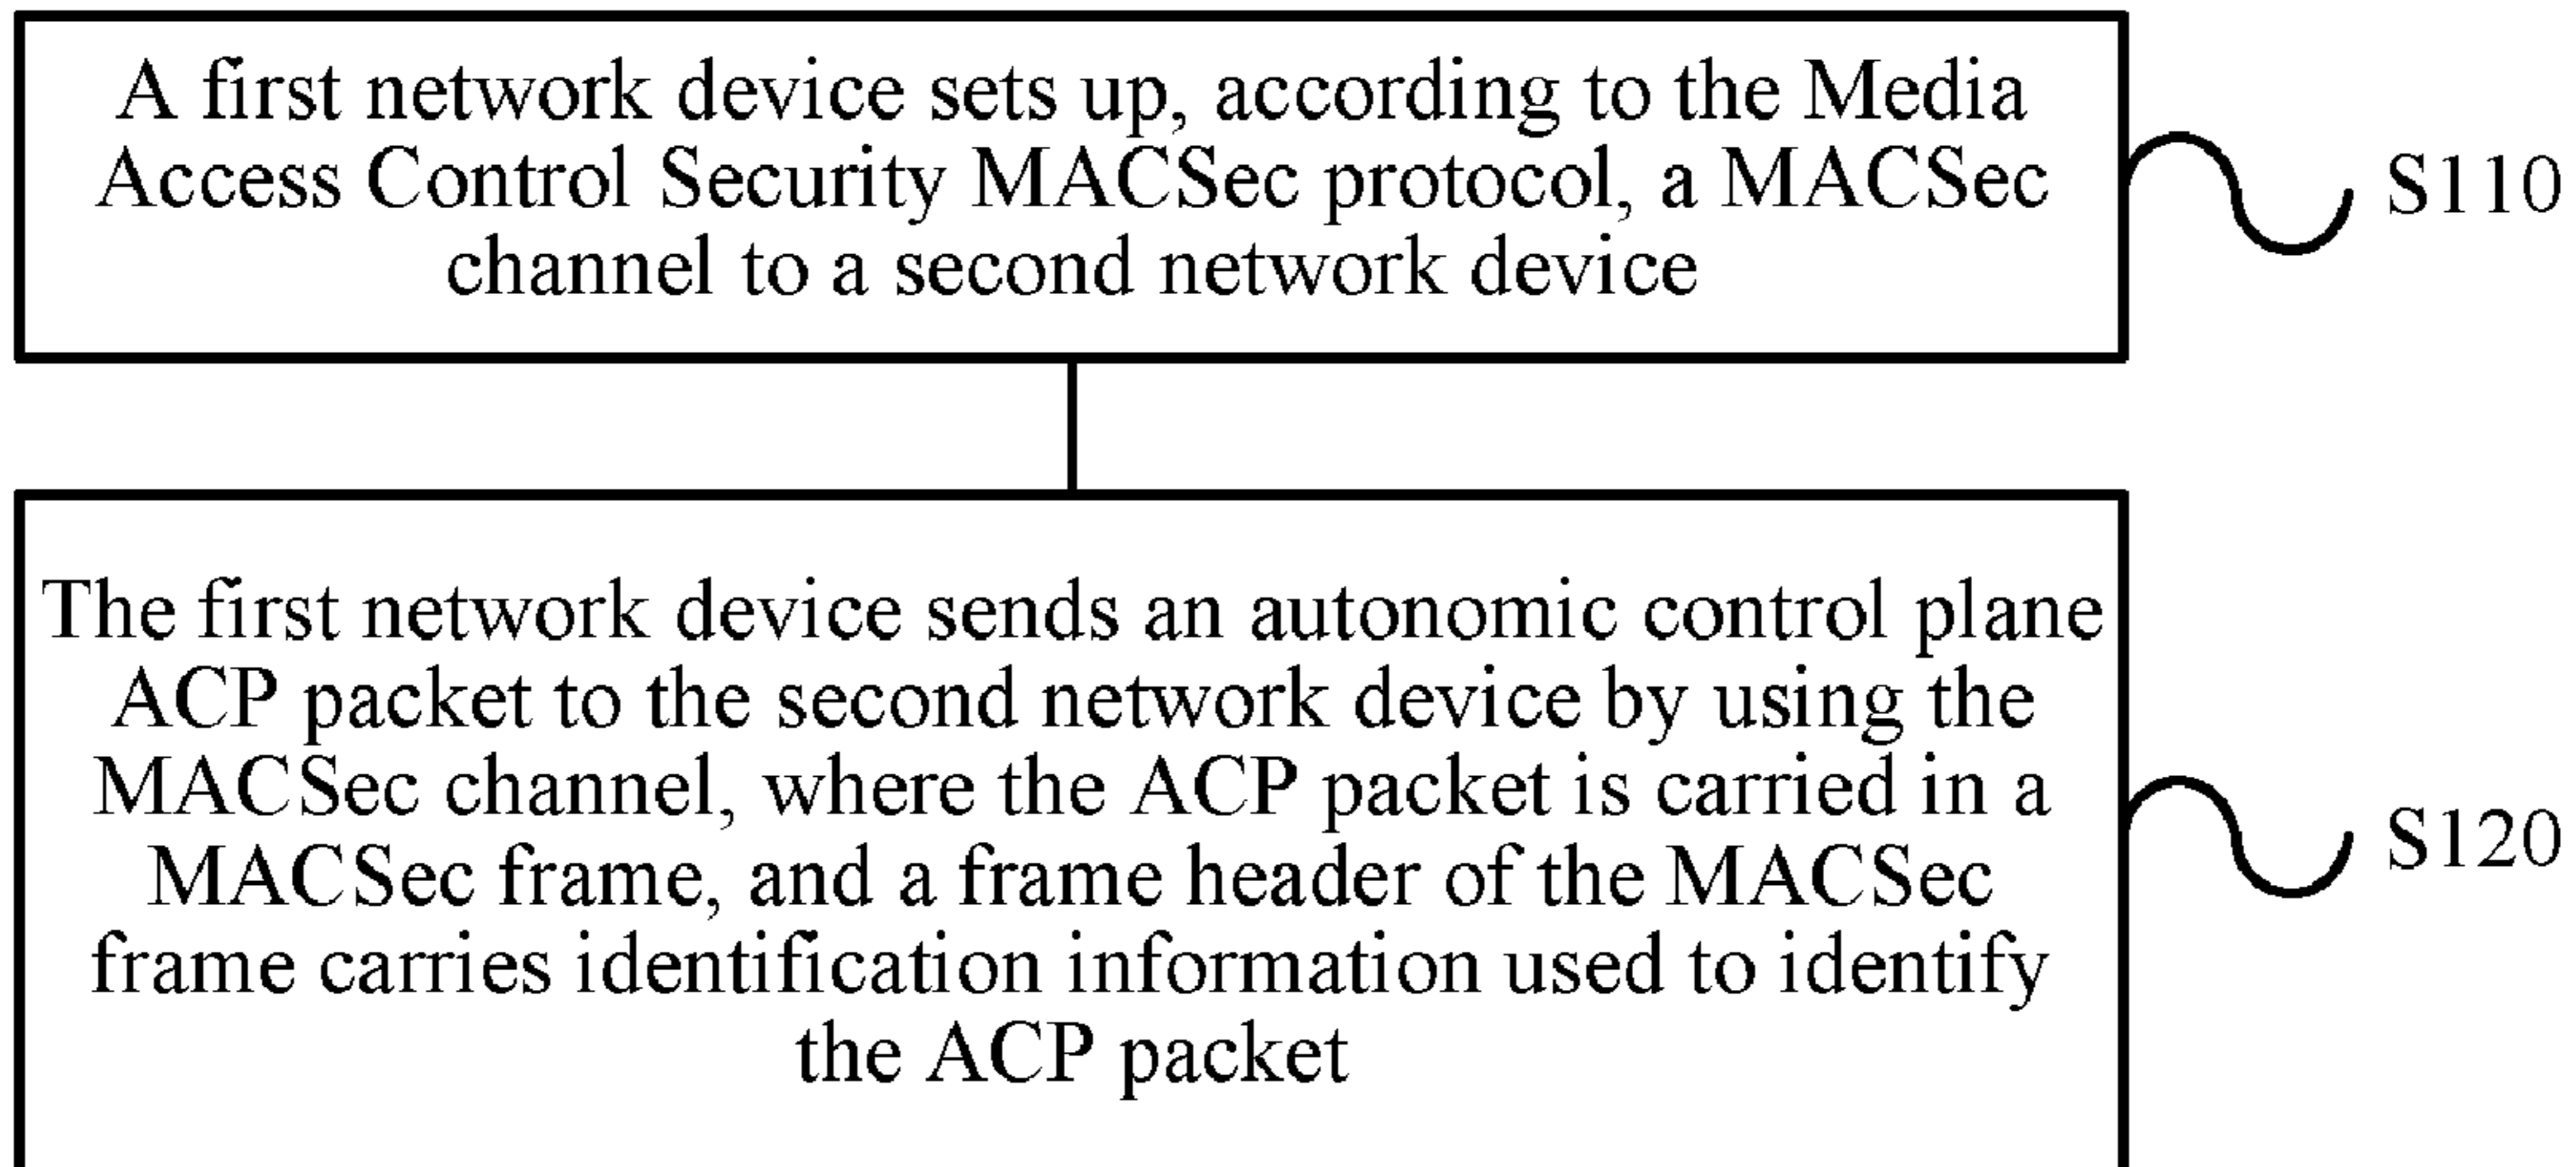 A first network device sets up, according to the Media
Access Control Security MACSec protocol, a MACSec
channel to a second network device
S110
The first network device sends an autonomic control plane
ACP packet to the second network device by using the
MACSec channel, where the ACP packet is carried in a
MACSec frame, and a frame header of the MACSec
frame carries identification information used to identify
the ACP packet
S120